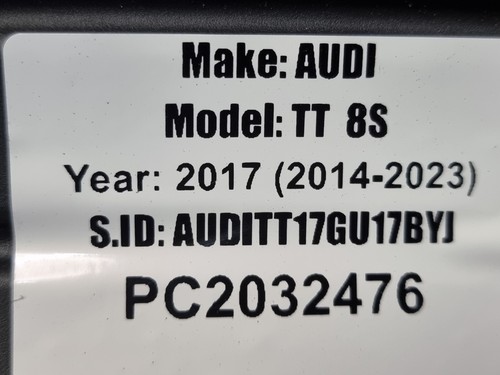 Make: AUDI
Model: TT 8S
Year: 2017 (2014-2023)
S.ID: AUDITT17GU17BYJ
PC2032476